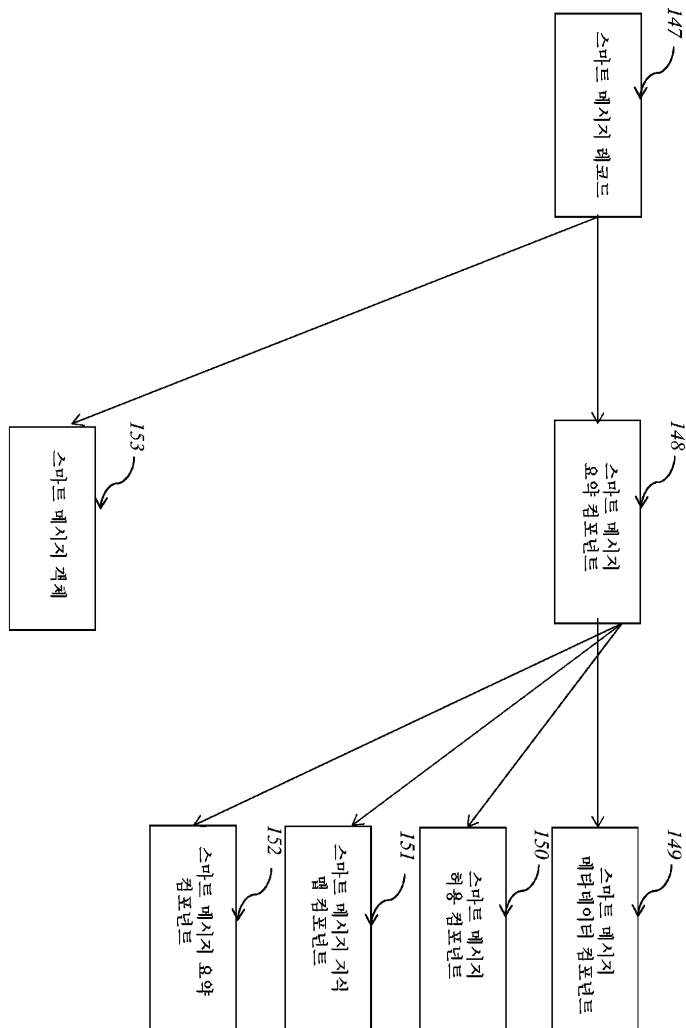 147
스마트 메시지 레코드
148
스마트 메시지
요약 컴포넌트
153
스마트 메시지 객체
149
스마트 메시지
메타데이터 컴포넌트
150
스마트 메시지
허용 컴포넌트
151
스마트 메시지 지식
맵 컴포넌트
152
스마트 메시지 요약
컴포넌트